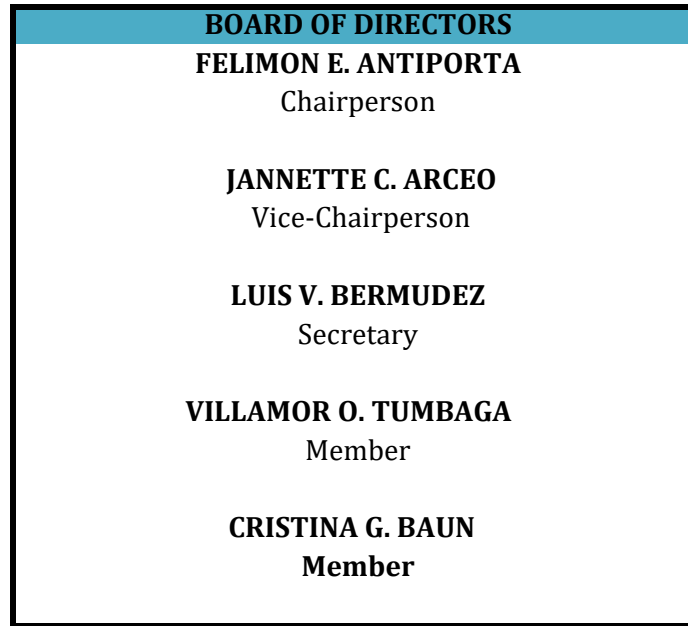 BOARD OF DIRECTORS
FELIMON E. ANTIPORTA
Chairperson
JANNETTE C. ARCEO
Vice-Chairperson
LUIS V. BERMUDEZ
Secretary
VILLAMOR O. TUMBAGA
Member
CRISTINA G. BAUN
Member